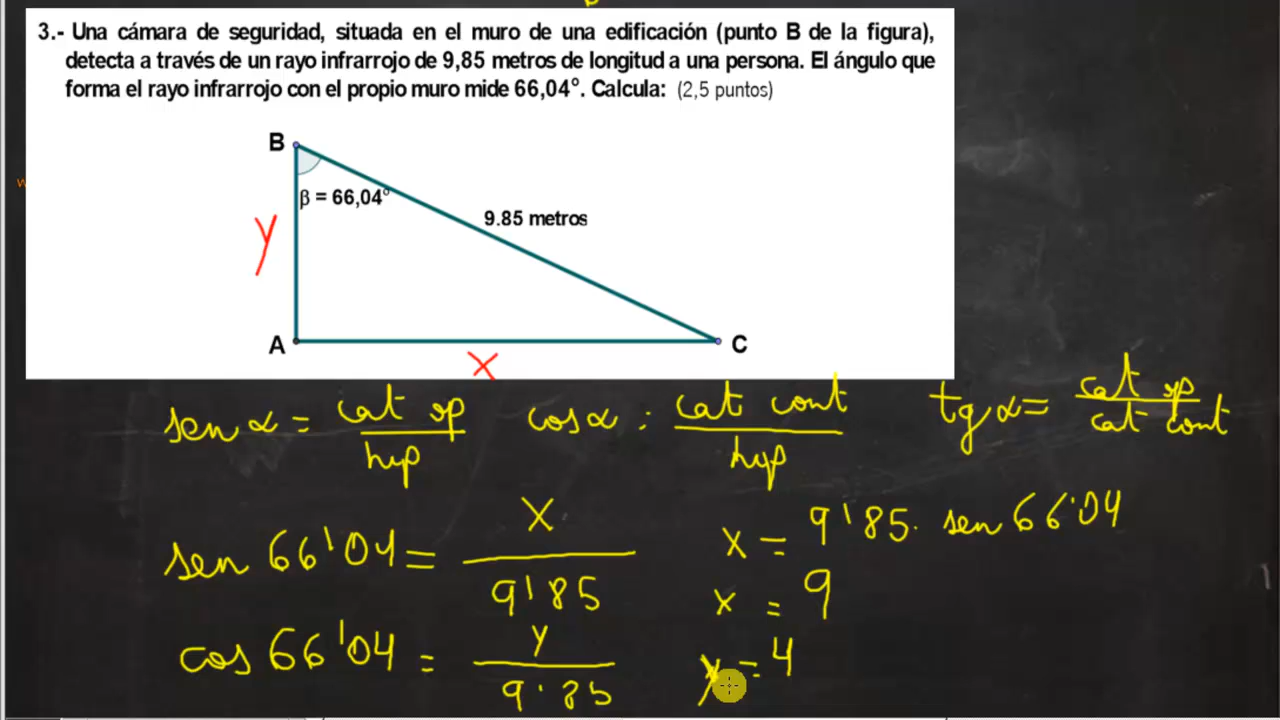 3.- Una cámara de seguridad, situada en el muro de una edificación (punto B de la figura),
detecta a través de un rayo infrarrojo de 9,85 metros de longitud a una persona. El ángulo que
forma el rayo infrarrojo con el propio muro mide 66,04°. Calcula: (2,5 puntos)
B
β = 66,04°
9.85 metros
y
A
C
x
sen α = cat op / hip
cos α : cat cont / hyp
tg α = cat op / cat cont
sen 66'04 = x / 9'85
x = 9'85 · sen 66'04
x = 9
cos 66'04 = y / 9.85
y = 4